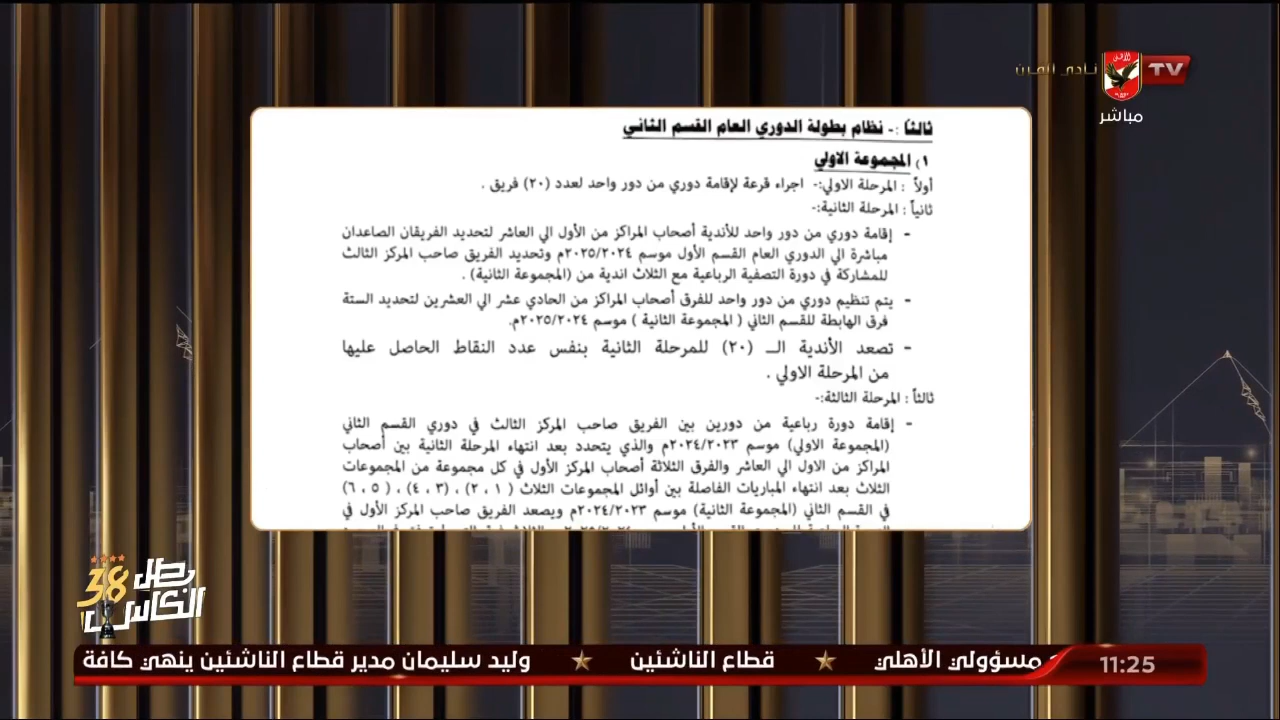 نادي القرن
TV
مباشر
ثالثاً :- نظام بطولة الدوري العام القسم الثاني
١) المجموعة الاولي
أولاً : المرحلة الاولي:- اجراء قرعة لإقامة دوري من دور واحد لعدد (٢٠) فريق .
ثانياً : المرحلة الثانية:-
- إقامة دوري من دور واحد للأندية أصحاب المراكز من الأول الي العاشر لتحديد الفريقان الصاعدان
مباشرة الي الدوري العام القسم الأول موسم ٢٠٢٥/٢٠٢٤م وتحديد الفريق صاحب المركز الثالث
للمشاركة في دورة التصفية الرباعية مع الثلاث اندية من (المجموعة الثانية) .
- يتم تنظيم دوري من دور واحد للفرق أصحاب المراكز من الحادي عشر الي العشرين لتحديد الستة
فرق الهابطة للقسم الثاني ( المجموعة الثانية ) موسم ٢٠٢٥/٢٠٢٤م.
- تصعد الأندية الــ (٢٠) للمرحلة الثانية بنفس عدد النقاط الحاصل عليها
من المرحلة الاولي .
ثالثاً : المرحلة الثالثة:-
- إقامة دورة رباعية من دورين بين الفريق صاحب المركز الثالث في دوري القسم الثاني
(المجموعة الاولي) موسم ٢٠٢٤/٢٠٢٣م والذي يتحدد بعد انتهاء المرحلة الثانية بين أصحاب
المراكز من الاول الي العاشر والفرق الثلاثة أصحاب المركز الأول في كل مجموعة من المجموعات
الثلاث بعد انتهاء المباريات الفاصلة بين أوائل المجموعات الثلاث ( ١ ، ٢) ، (٣ ، ٤) ، ( ٥ ، ٦)
في القسم الثاني (المجموعة الثانية) موسم ٢٠٢٤/٢٠٢٣م ويصعد الفريق صاحب المركز الأول في
بطل 38
الكاس
مسؤولي الأهلي ★ قطاع الناشئين ★ وليد سليمان مدير قطاع الناشئين ينهي كافة
11:25